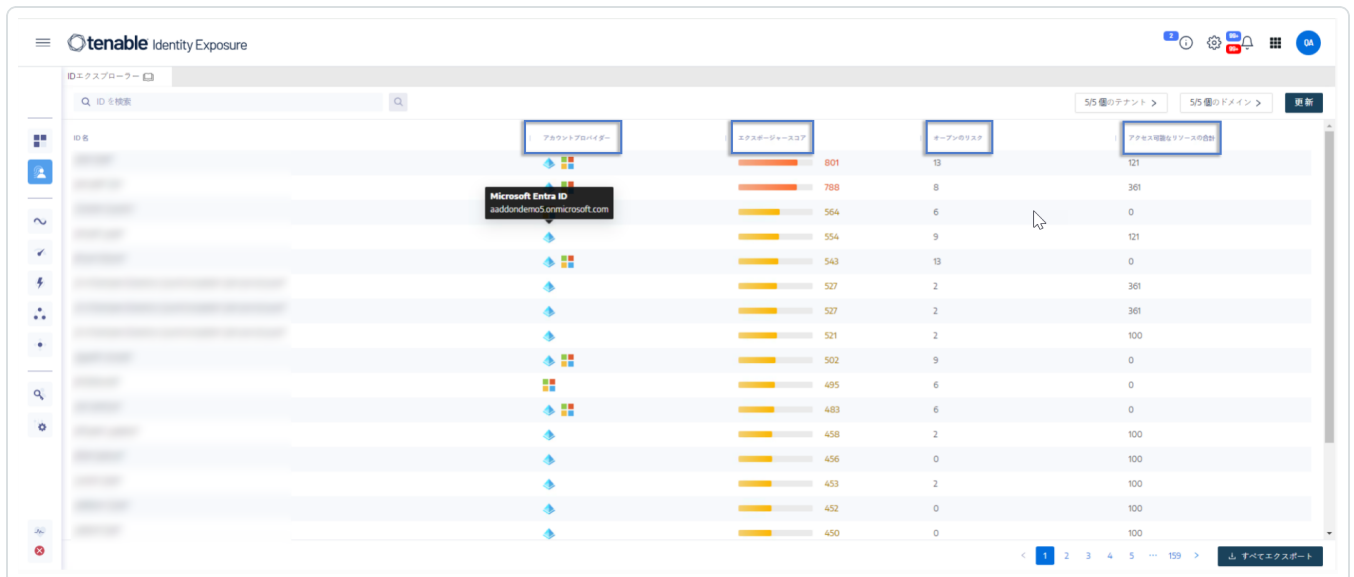 tenable Identity Exposure
2
99+
99+
QA
IDエクスプローラー
ID を検索
5/5 個のテナント >
5/5 個のドメイン >
更新
ID 名 アカウントプロバイダー エクスポージャースコア オープンのリスク アクセス可能なリソースの合計
801 13 121
788 8 361
Microsoft Entra ID
aaddondemo5.onmicrosoft.com
564 6 0
554 9 121
543 13 0
527 2 361
527 2 361
521 2 100
502 9 0
495 6 0
483 6 0
458 2 100
456 0 100
453 2 100
452 0 100
450 0 100
< 1 2 3 4 5 ··· 159 >
すべてエクスポート